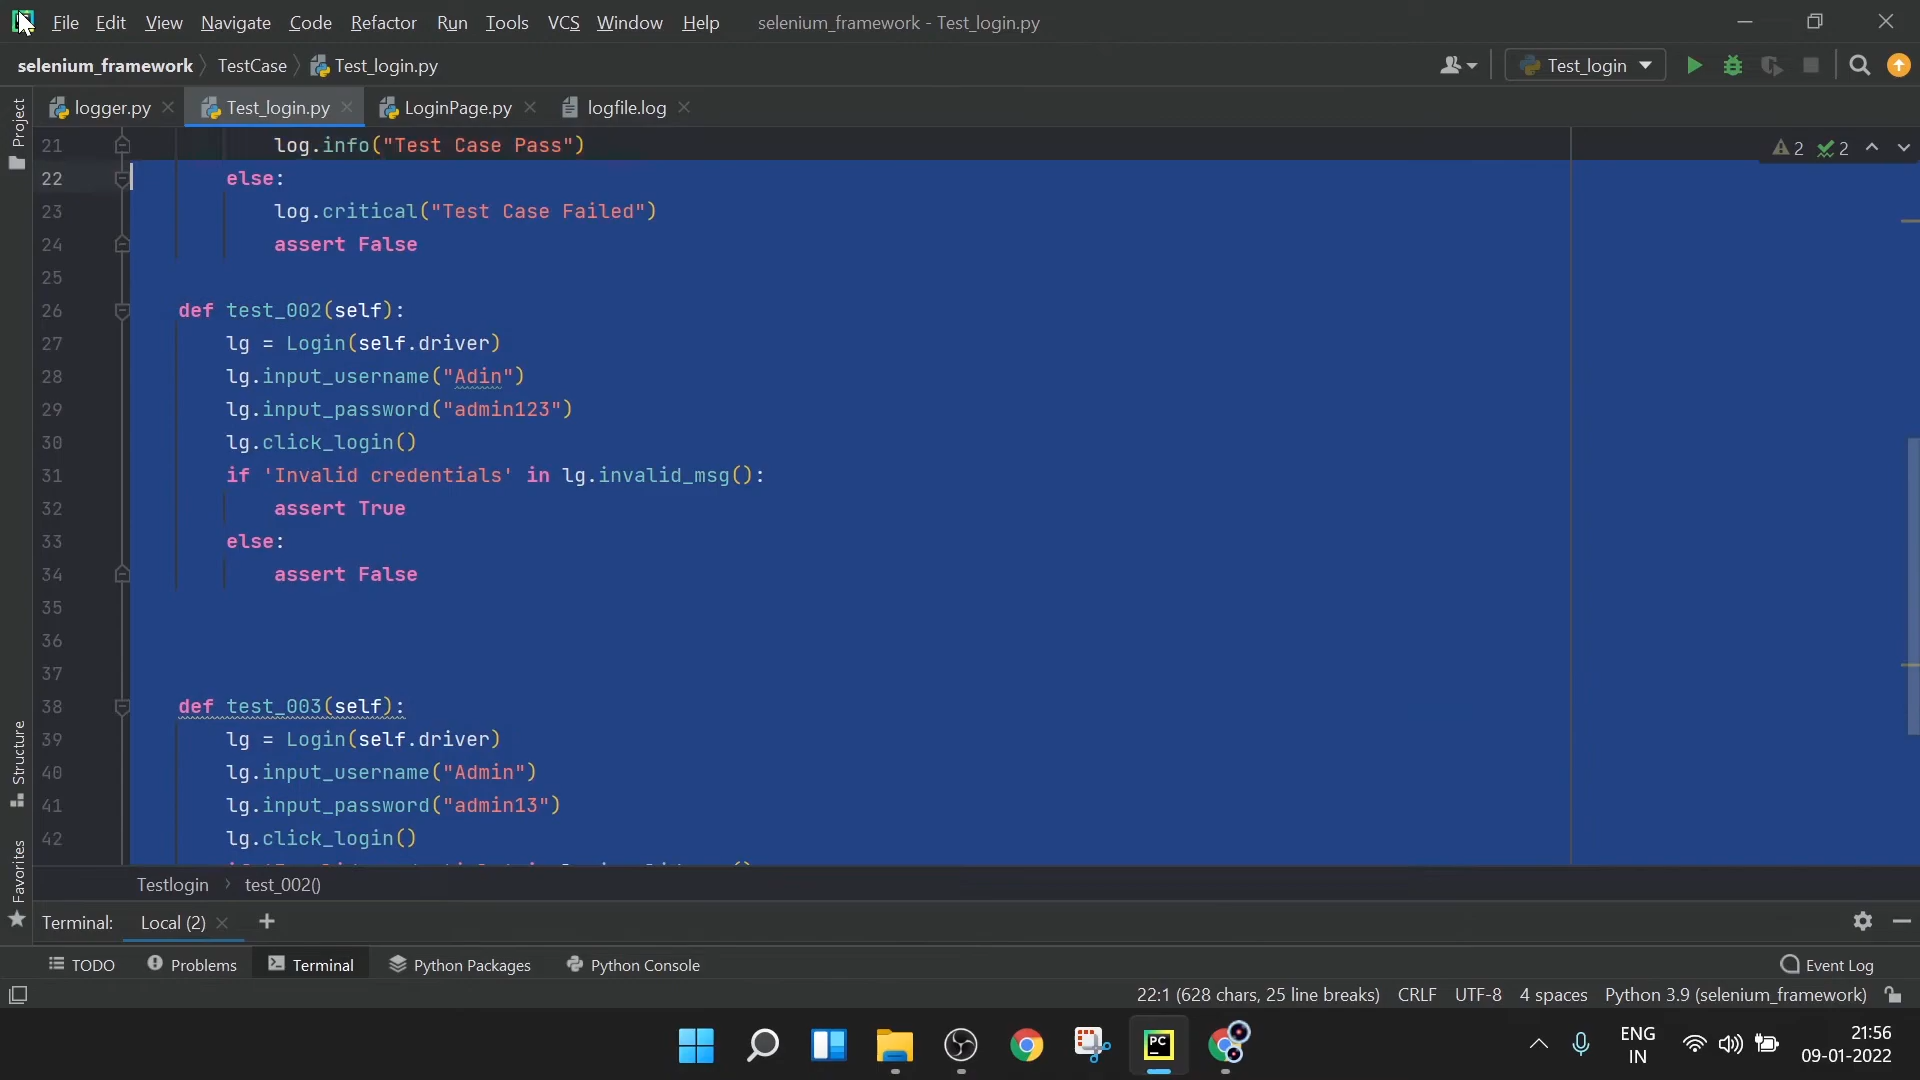 File Edit View Navigate Code Refactor Run Tools VCS Window Help selenium_framework - Test_login.py
selenium_framework TestCase Test_login.py Test_login
logger.py Test_login.py LoginPage.py logfile.log
Project
21 log.info("Test Case Pass") 2 2
22 else:
23 log.critical("Test Case Failed")
24 assert False
25
26 def test_002(self):
27 lg = Login(self.driver)
28 lg.input_username("Adin")
29 lg.input_password("admin123")
30 lg.click_login()
31 if 'Invalid credentials' in lg.invalid_msg():
32 assert True
33 else:
34 assert False
35
36
37
38 def test_003(self):
39 lg = Login(self.driver)
40 lg.input_username("Admin")
41 lg.input_password("admin13")
42 lg.click_login()
Structure
Favorites
Testlogin test_002()
Terminal: Local (2) +
TODO Problems Terminal Python Packages Python Console Event Log
22:1 (628 chars, 25 line breaks) CRLF UTF-8 4 spaces Python 3.9 (selenium_framework)
PC
ENG
IN
21:56
09-01-2022